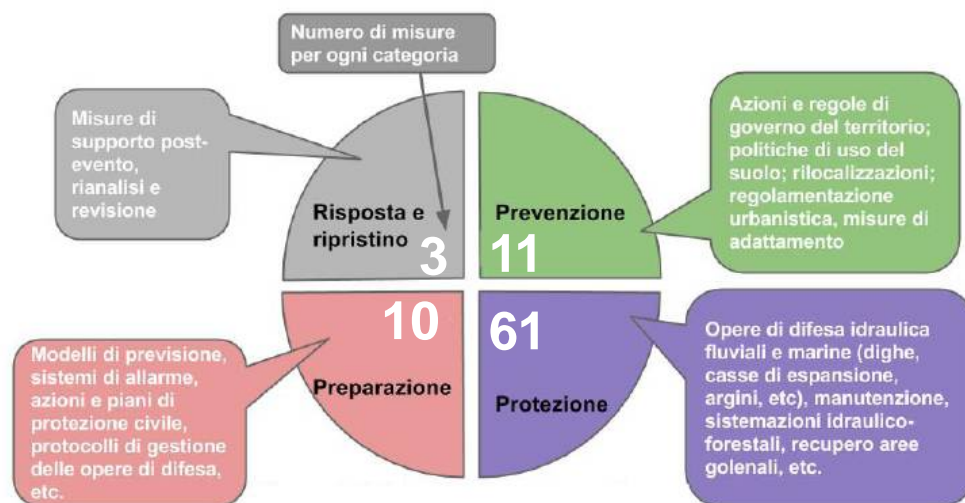 Numero di misure
per ogni categoria
Misure di
supporto post-
evento,
rianalisi e
revisione
Risposta e
ripristino
3
Prevenzione
11
Azioni e regole di
governo del territorio;
politiche di uso del
suolo; rilocalizzazioni;
regolamentazione
urbanistica, misure di
adattamento
Modelli di previsione,
sistemi di allarme,
azioni e piani di
protezione civile,
protocolli di gestione
delle opere di difesa,
etc.
10
Preparazione
61
Protezione
Opere di difesa idraulica
fluviali e marine (dighe,
casse di espansione,
argini, etc), manutenzione,
sistemazioni idraulico-
forestali, recupero aree
golenali, etc.